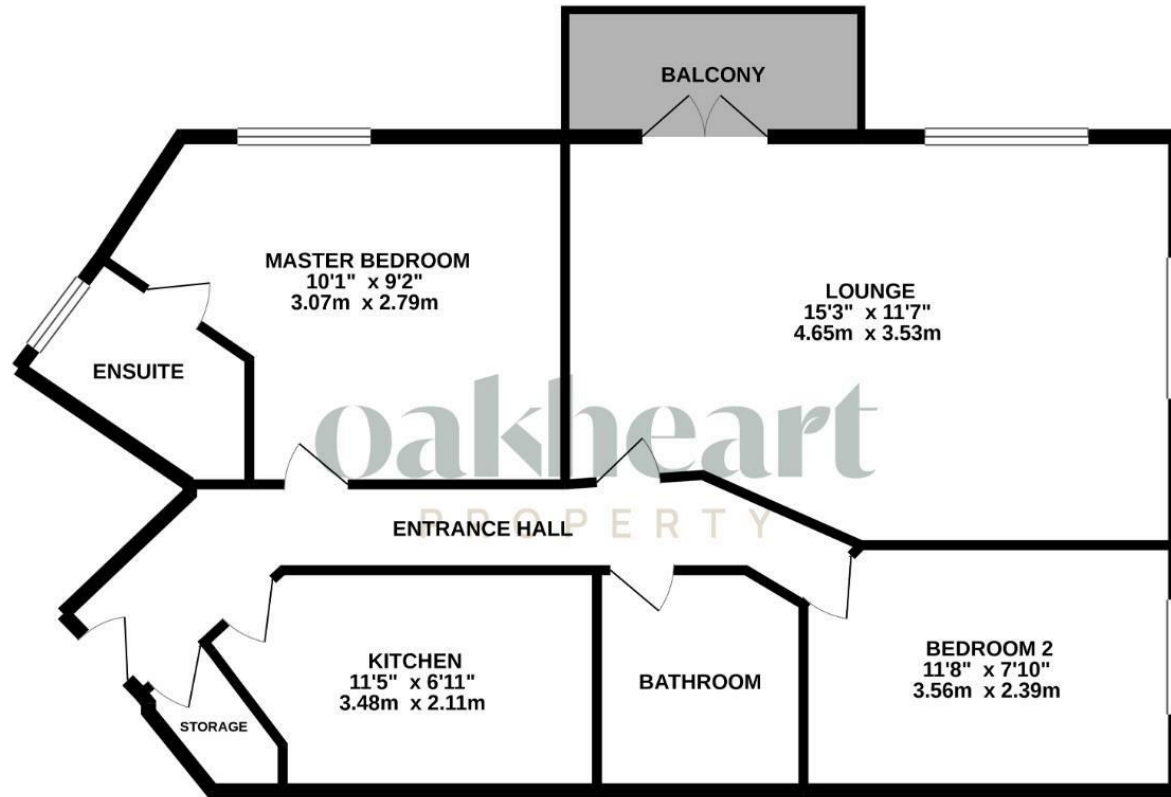 BALCONY
MASTER BEDROOM
10'1" x 9'2"
3.07m x 2.79m
LOUNGE
15'3" x 11'7"
4.65m x 3.53m
ENSUITE
oakheart
PROPERTY
ENTRANCE HALL
KITCHEN
11'5" x 6'11"
3.48m x 2.11m
BATHROOM
BEDROOM 2
11'8" x 7'10"
3.56m x 2.39m
STORAGE